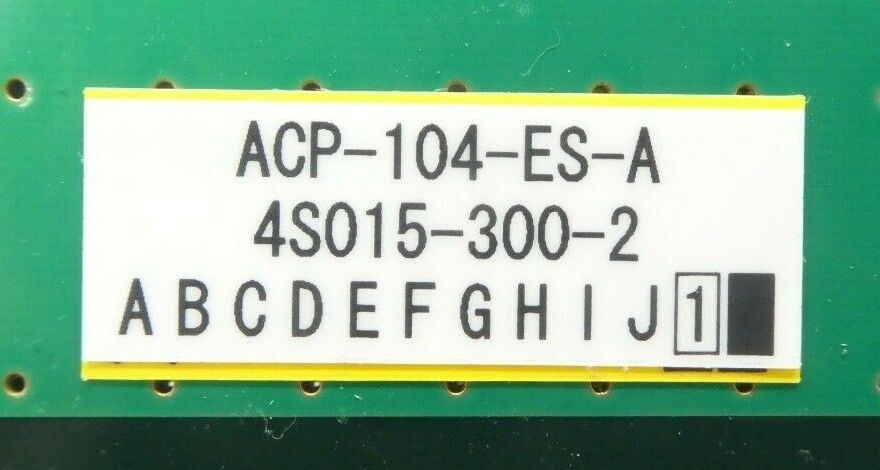 ACP-104-ES-A
4S015-300-2
A B C D E F G H I J 1